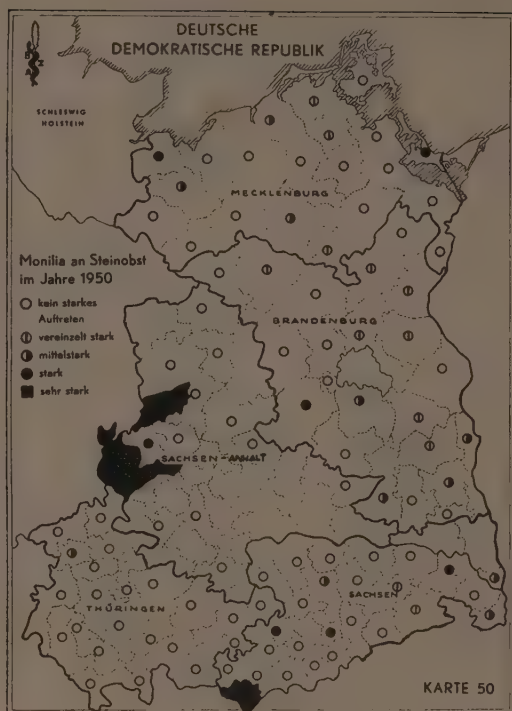 DEUTSCHE
DEMOKRATISCHE REPUBLIK
SCHLESWIG
HOLSTEIN
MECKLENBURG
Monilia an Steinobst
im Jahre 1950
kein starkes
Auftreten
vereinzelt stark
mittelstark
stark
sehr stark
BRANDENBURG
SACHSEN-ANHALT
THÜRINGEN
SACHSEN
KARTE 50